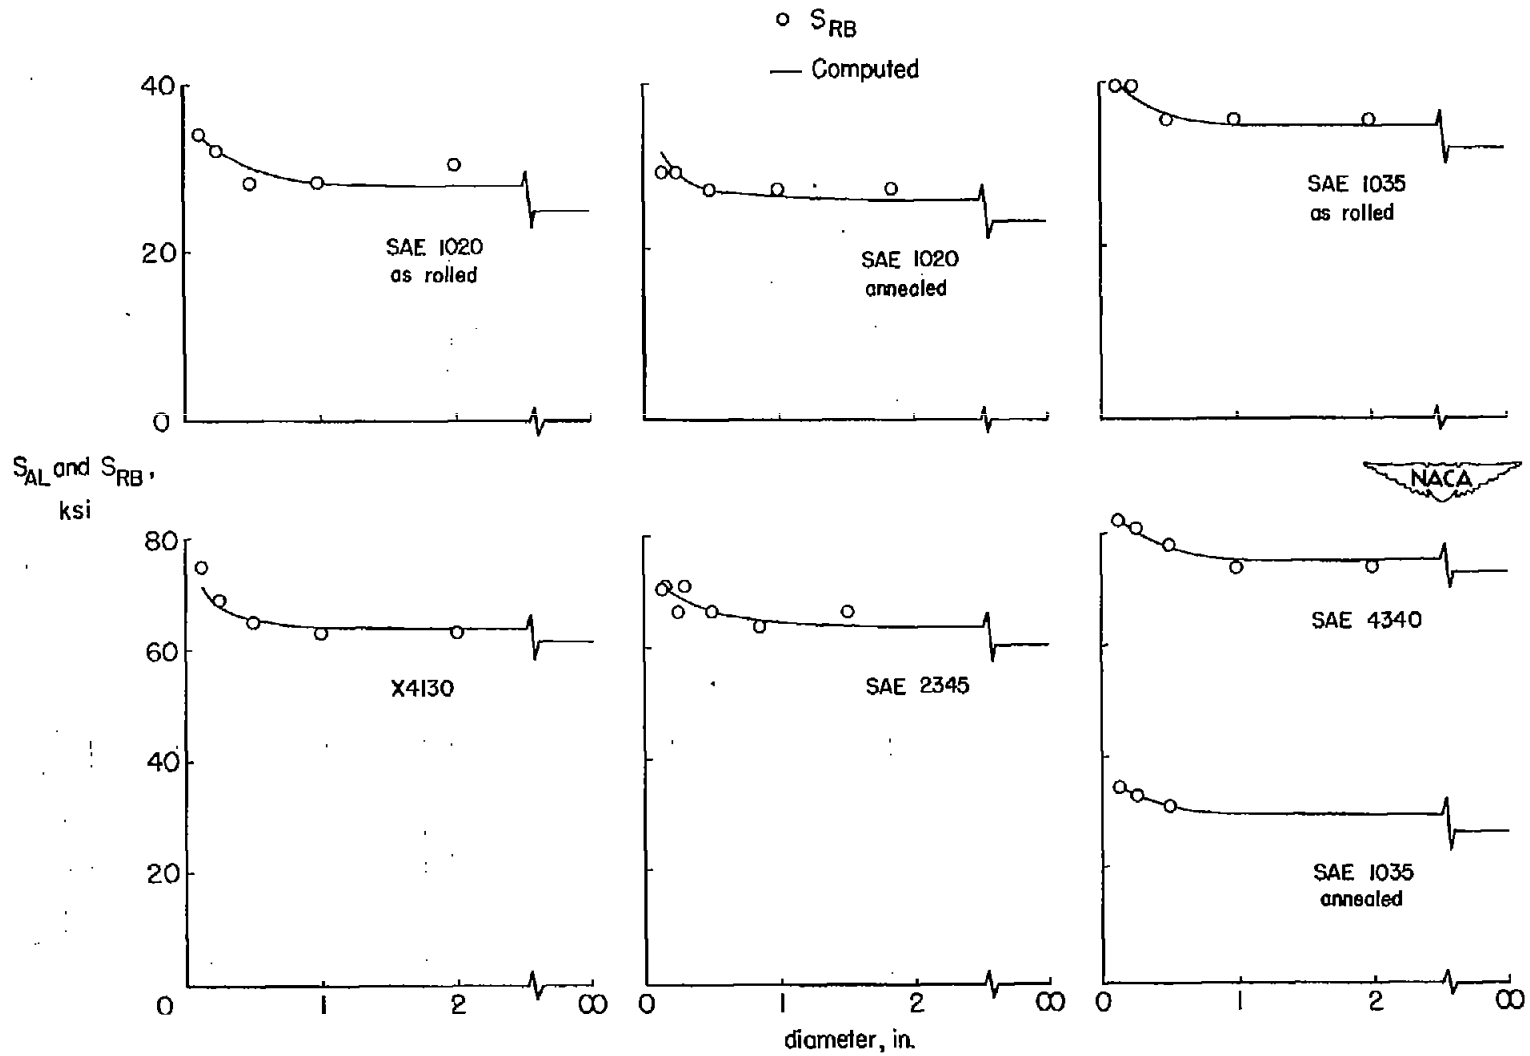 S_RB
Computed
40
20
0
SAE 1020
as rolled
SAE 1020
annealed
SAE 1035
as rolled
S_AL and S_RB,
ksi
NACA
80
60
40
20
0
X4130
SAE 2345
SAE 4340
SAE 1035
annealed
1 2 ∞
0 1 2 ∞
0 1 2 ∞
diameter, in.